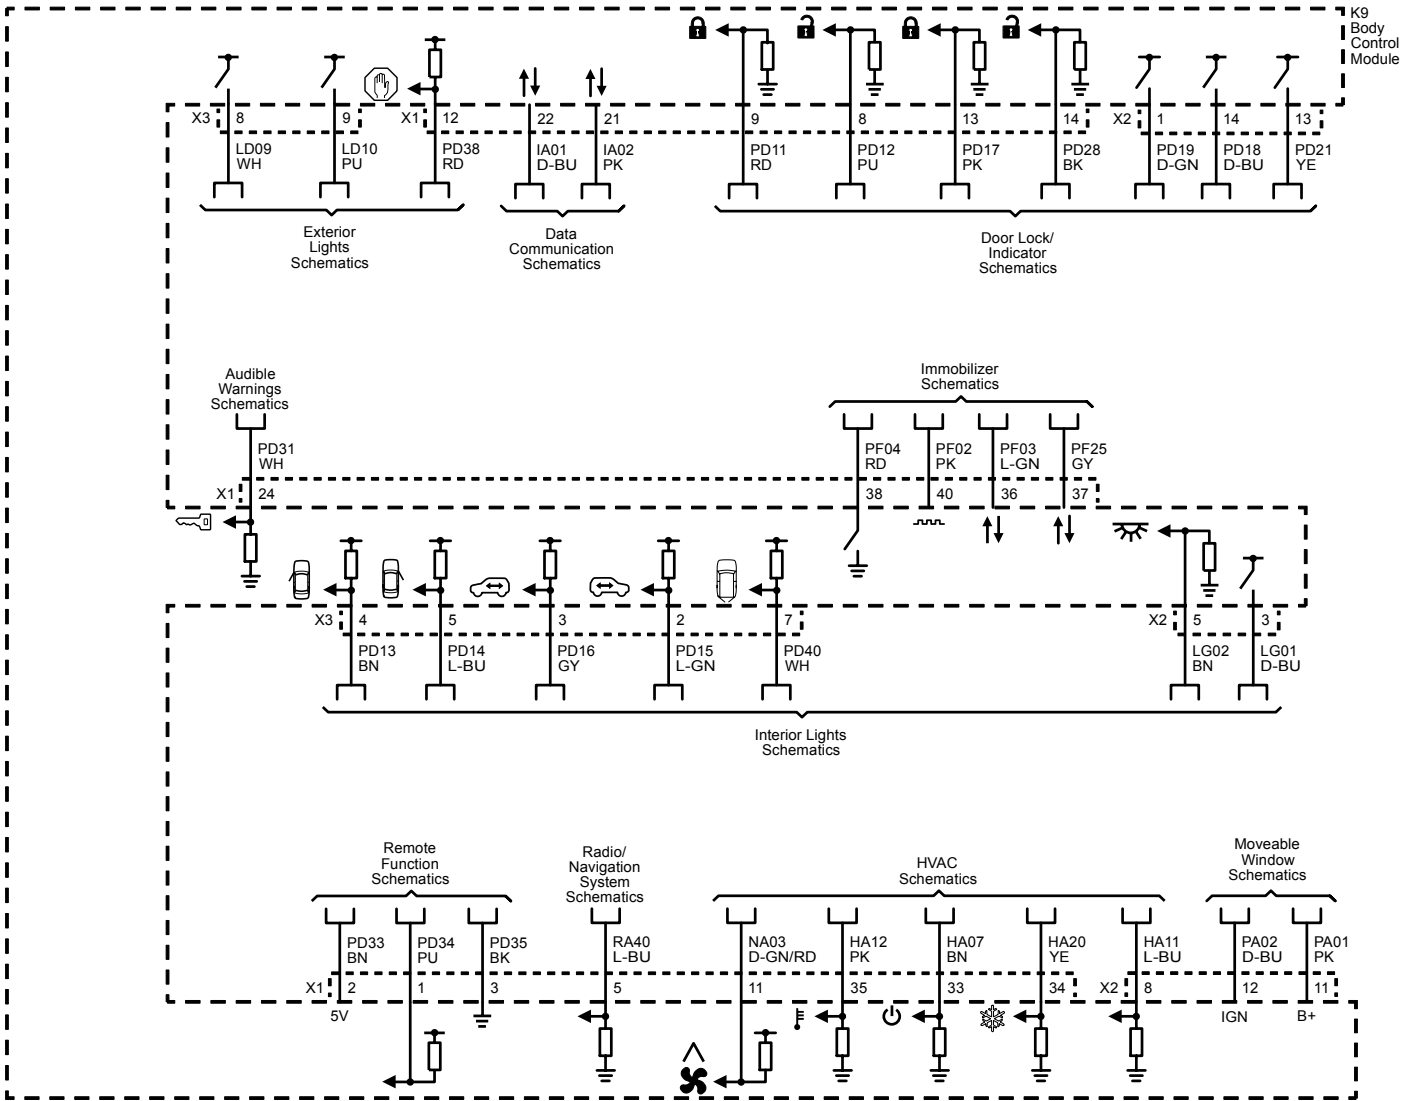 K9
Body
Control
Module
X3 8 9 X1 12 22 21 9 8 13 14 X2 1 14 13
LD09 LD10 PD38 IA01 IA02 PD11 PD12 PD17 PD28 PD19 PD18 PD21
WH PU RD D-BU PK RD PU PK BK D-GN D-BU YE
Exterior
Lights
Schematics
Data
Communication
Schematics
Door Lock/
Indicator
Schematics
Audible
Warnings
Schematics
Immobilizer
Schematics
PD31 PF04 PF02 PF03 PF25
WH RD PK L-GN GY
X1 24 38 40 36 37
X3 4 5 3 2 7 X2 5 3
PD13 PD14 PD16 PD15 PD40 LG02 LG01
BN L-BU GY L-GN WH BN D-BU
Interior Lights
Schematics
Remote
Function
Schematics
Radio/
Navigation
System
Schematics
HVAC
Schematics
Moveable
Window
Schematics
PD33 PD34 PD35 RA40 NA03 HA12 HA07 HA20 HA11 PA02 PA01
BN PU BK L-BU D-GN/RD PK BN YE L-BU D-BU PK
X1 2 1 3 5 11 35 33 34 X2 8 12 11
5V IGN B+